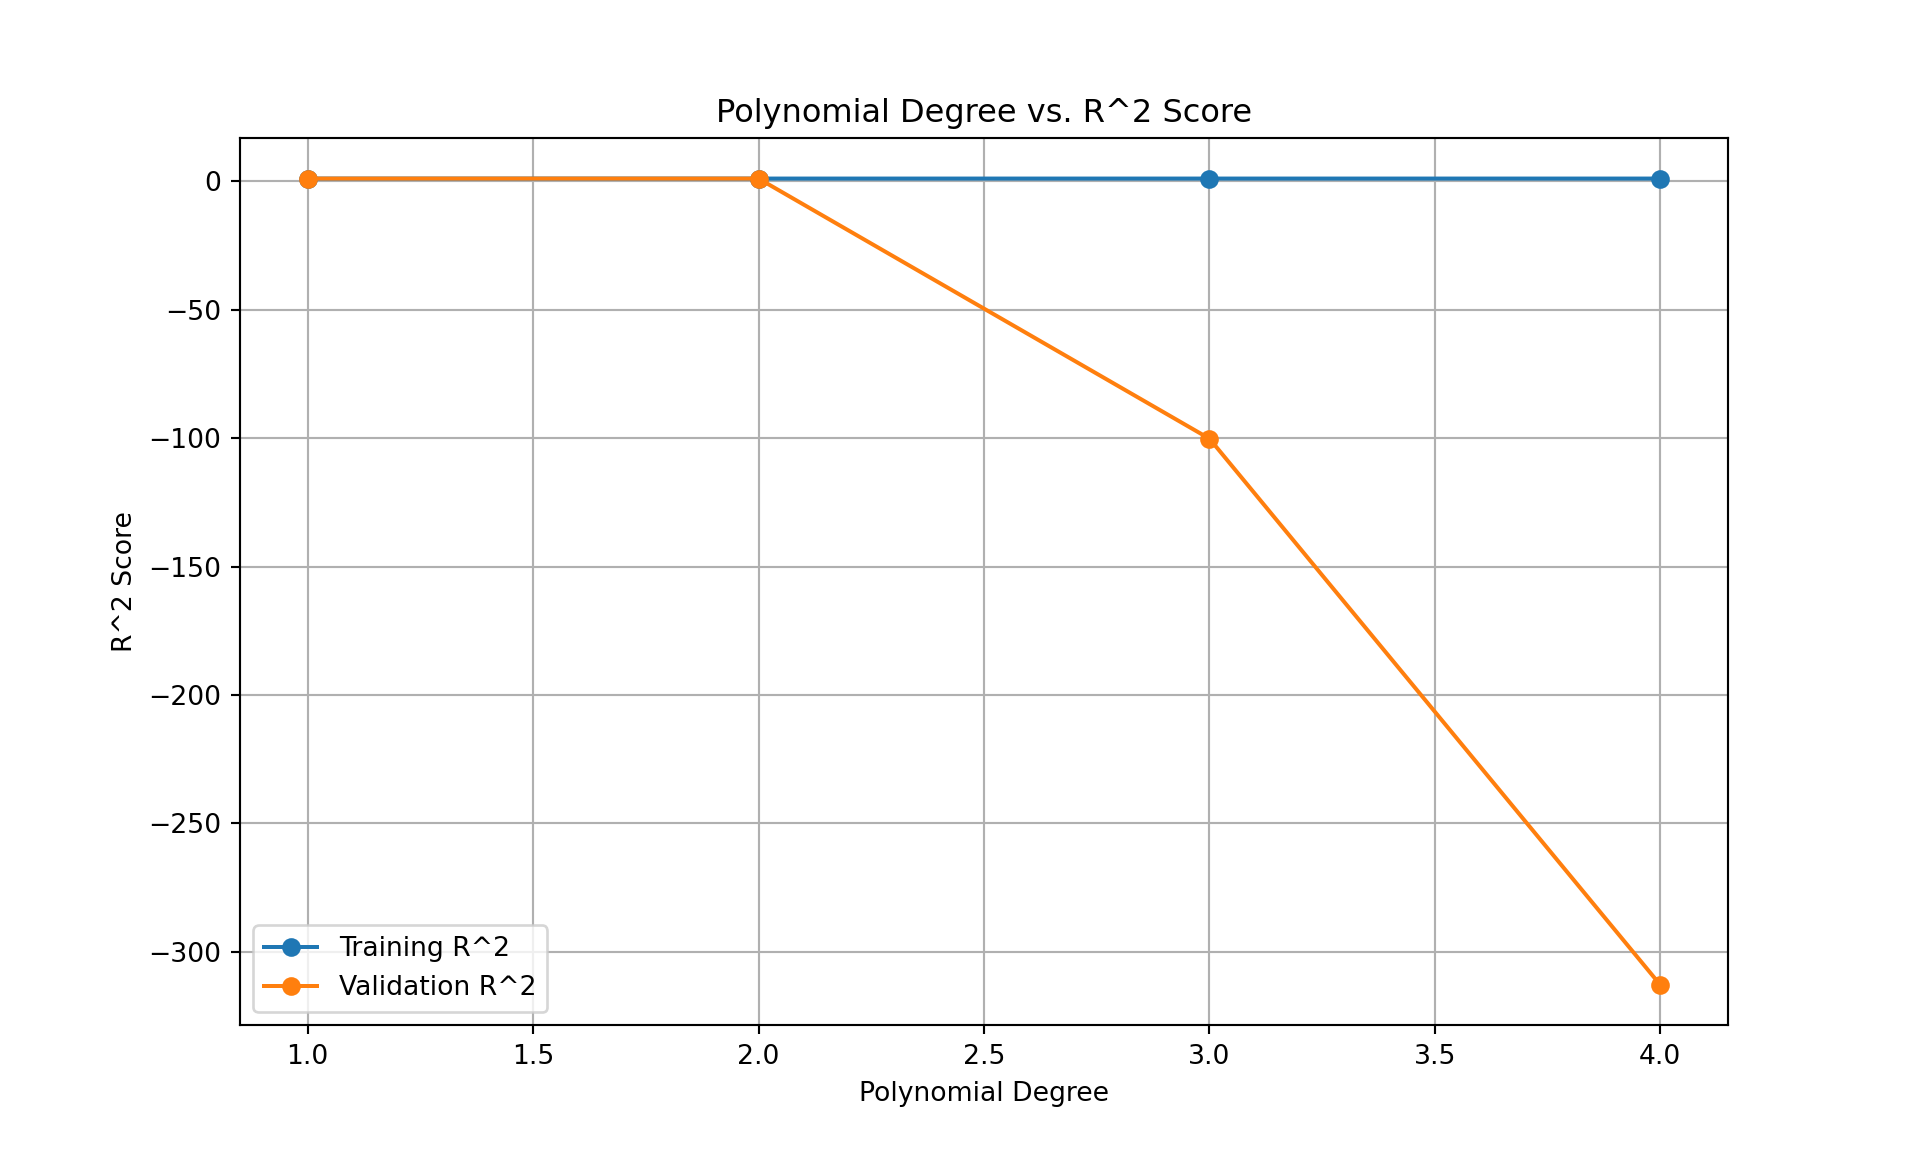 Polynomial Degree vs. R^2 Score
R^2 Score
0
−50
−100
−150
−200
−250
−300
Training R^2
Validation R^2
1.0 1.5 2.0 2.5 3.0 3.5 4.0
Polynomial Degree